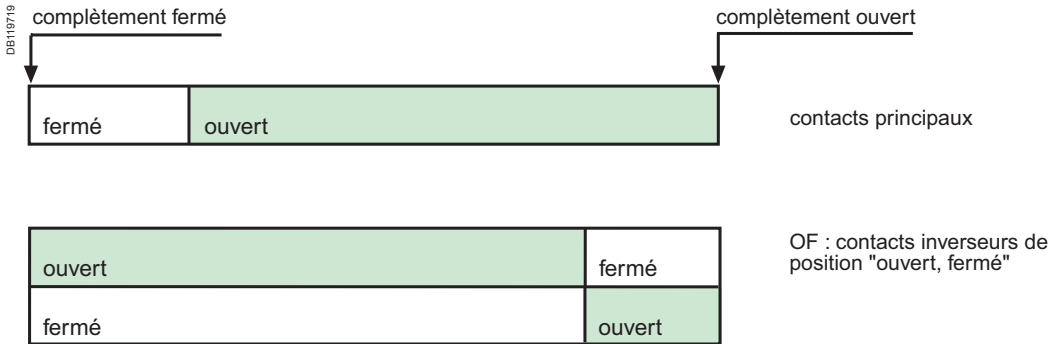 DB119719
complètement fermé
complètement ouvert
fermé
ouvert
contacts principaux
ouvert
fermé
OF : contacts inverseurs de
position "ouvert, fermé"
fermé
ouvert